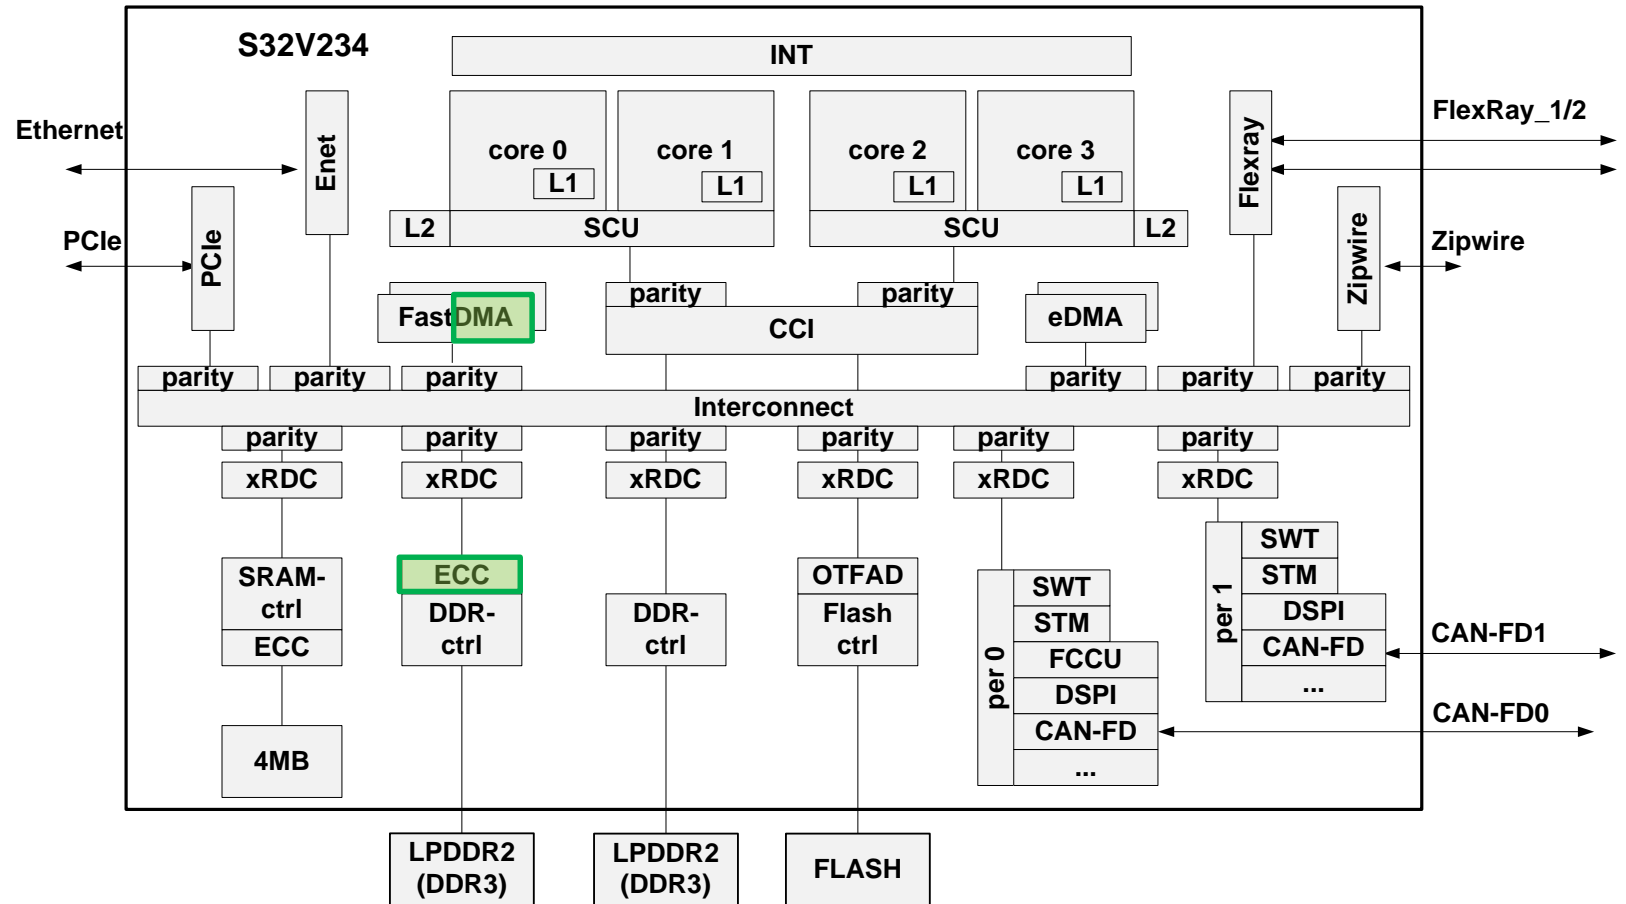 S32V234
INT
Ethernet
Enet
core 0
L1
core 1
L1
core 2
L1
core 3
L1
Flexray
FlexRay_1/2
L2
SCU
SCU
L2
PCIe
PCIe
Zipwire
Zipwire
FastDMA
parity
parity
CCI
eDMA
parity
parity
parity
parity
parity
parity
Interconnect
parity
parity
parity
parity
parity
parity
xRDC
xRDC
xRDC
xRDC
xRDC
xRDC
SRAM-
ctrl
ECC
4MB
ECC
DDR-
ctrl
DDR-
ctrl
OTFAD
Flash
ctrl
per 0
SWT
STM
FCCU
DSPI
CAN-FD
...
per 1
SWT
STM
DSPI
CAN-FD
...
CAN-FD1
CAN-FD0
LPDDR2
(DDR3)
LPDDR2
(DDR3)
FLASH